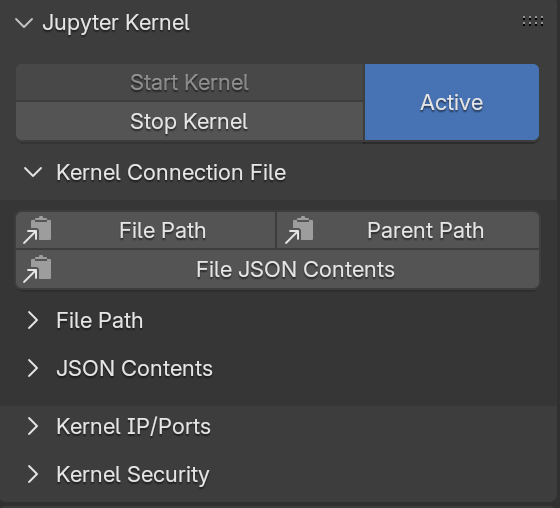 Jupyter Kernel
Start Kernel
Active
Stop Kernel
Kernel Connection File
File Path Parent Path
File JSON Contents
File Path
JSON Contents
Kernel IP/Ports
Kernel Security